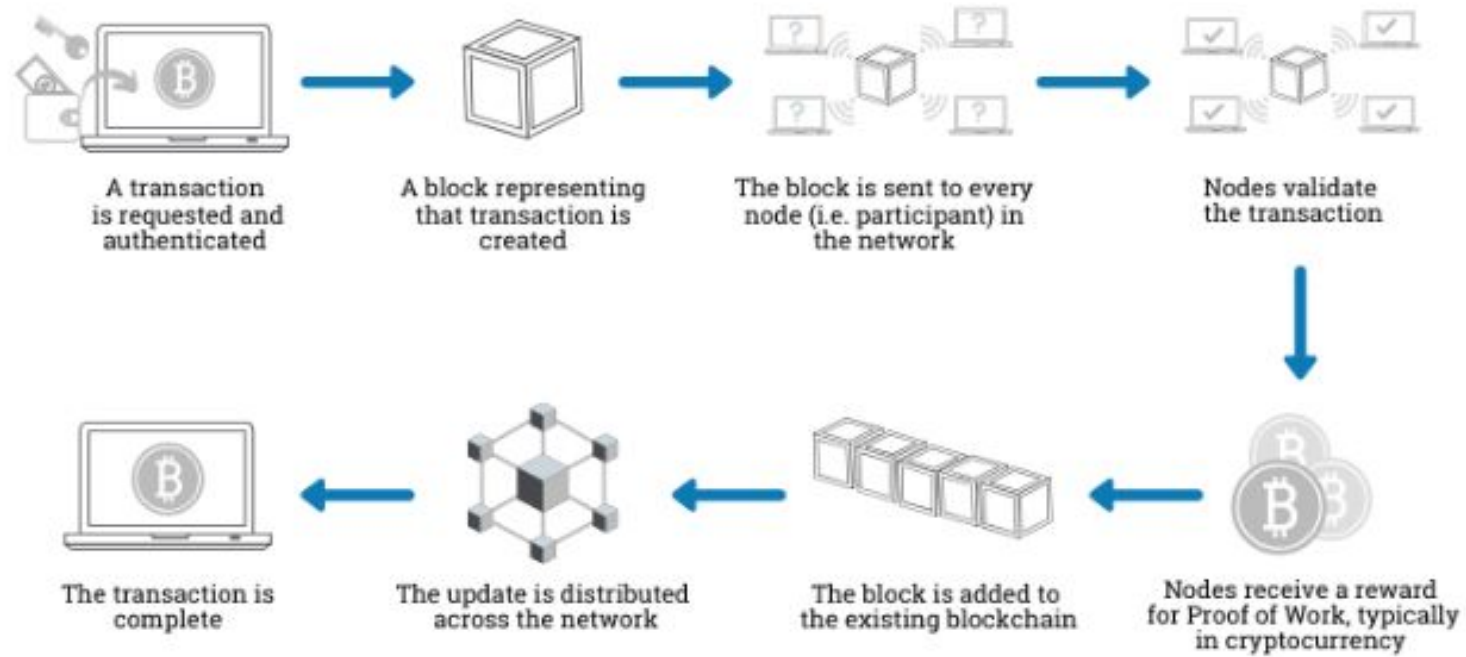 A transaction
is requested and
authenticated
A block representing
that transaction is
created
The block is sent to every
node (i.e. participant) in
the network
Nodes validate
the transaction
Nodes receive a reward
for Proof of Work, typically
in cryptocurrency
The block is added to
the existing blockchain
The update is distributed
across the network
The transaction is
complete